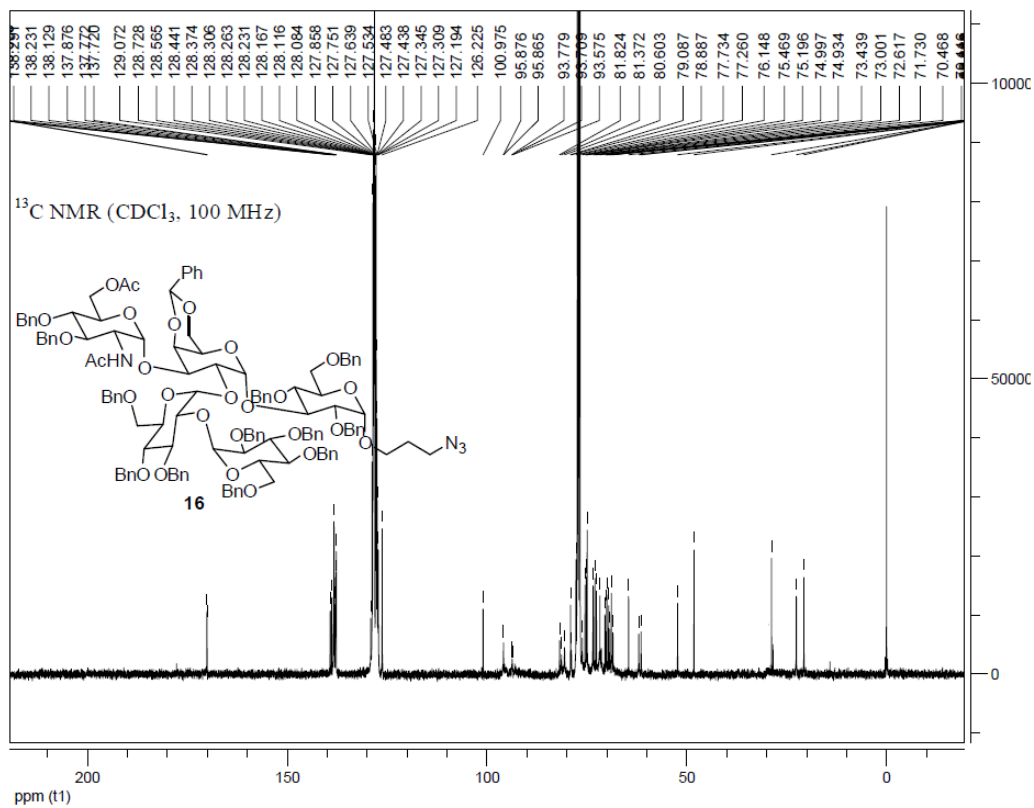 138.231
138.129
137.876
137.772
137.720
129.072
128.728
128.565
128.441
128.374
128.306
128.263
128.231
128.167
128.116
128.084
127.858
127.751
127.639
127.534
127.483
127.438
127.345
127.309
127.194
126.225
100.975
95.876
95.865
93.779
93.709
93.575
81.824
81.372
80.603
79.087
78.887
77.734
77.260
76.148
75.469
75.196
74.997
74.934
73.439
73.001
72.617
71.730
70.468
10000
¹³C NMR (CDCl₃, 100 MHz)
Ph
OAc
O
BnO
O
O
BnO
O
AcHN
O
O
OBn
BnO
O
O
BnO
O
O
O
OBn
O
N₃
BnO
OBn
O
OBn
BnO
BnO
O
BnO
16
50000
0
200
150
100
50
0
ppm (t1)